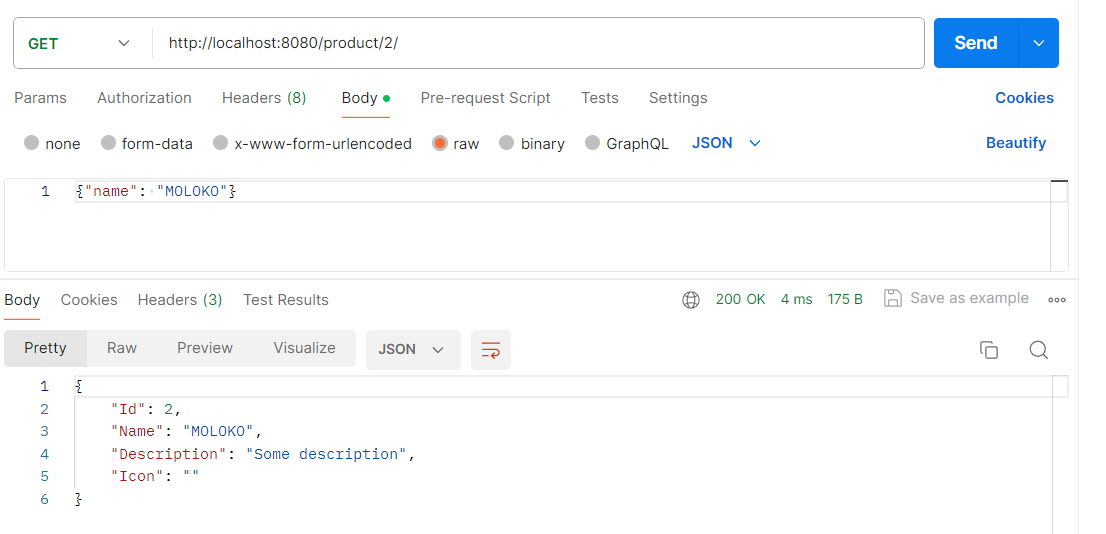 GET http://localhost:8080/product/2/ Send
Params Authorization Headers (8) Body Pre-request Script Tests Settings Cookies
none form-data x-www-form-urlencoded raw binary GraphQL JSON Beautify
1 {"name": "MOLOKO"}
Body Cookies Headers (3) Test Results 200 OK 4 ms 175 B Save as example
Pretty Raw Preview Visualize JSON
1 {
2 "Id": 2,
3 "Name": "MOLOKO",
4 "Description": "Some description",
5 "Icon": ""
6 }